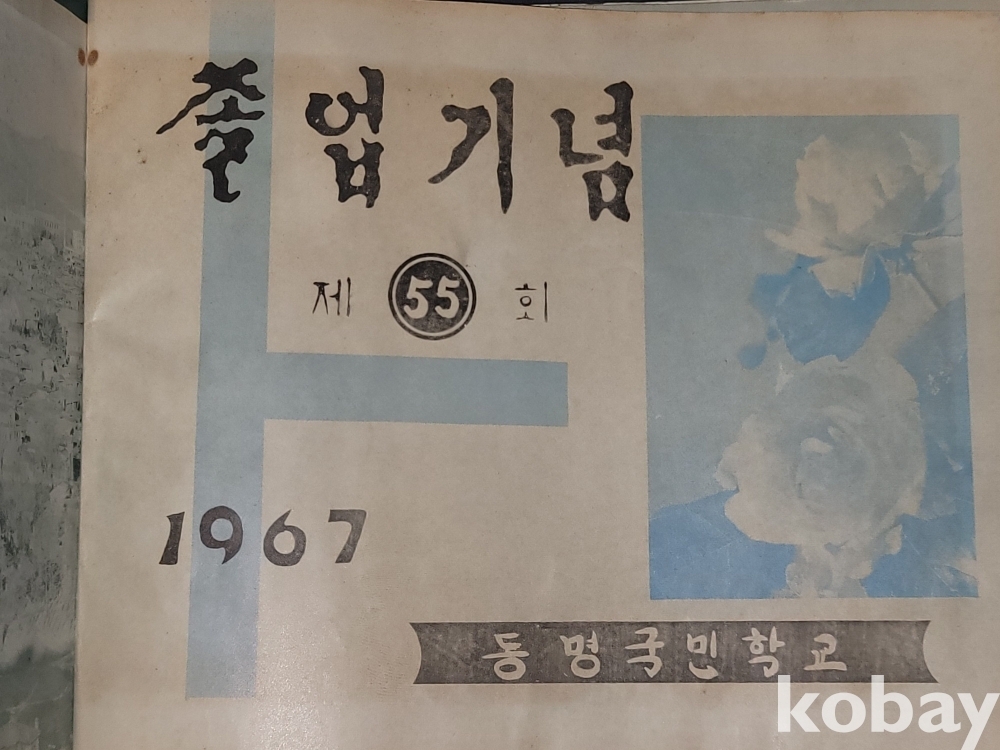 졸업기념
제 55 회
1967
동명국민학교
kobay